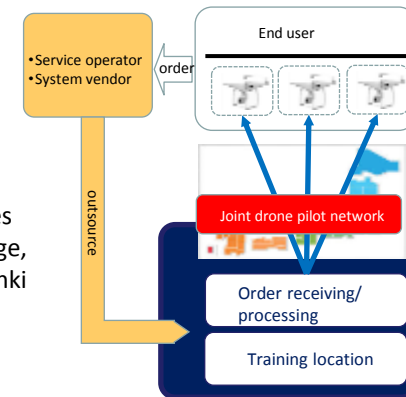 End user
•Service operator
•System vendor
order
outsource
es
ge,
nki
Joint drone pilot network
Order receiving/
processing
Training location